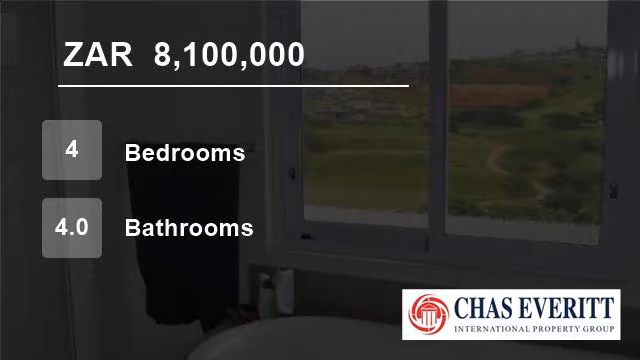 ZAR 8,100,000
4
Bedrooms
4.0
Bathrooms
CHAS EVERITT
INTERNATIONAL PROPERTY GROUP